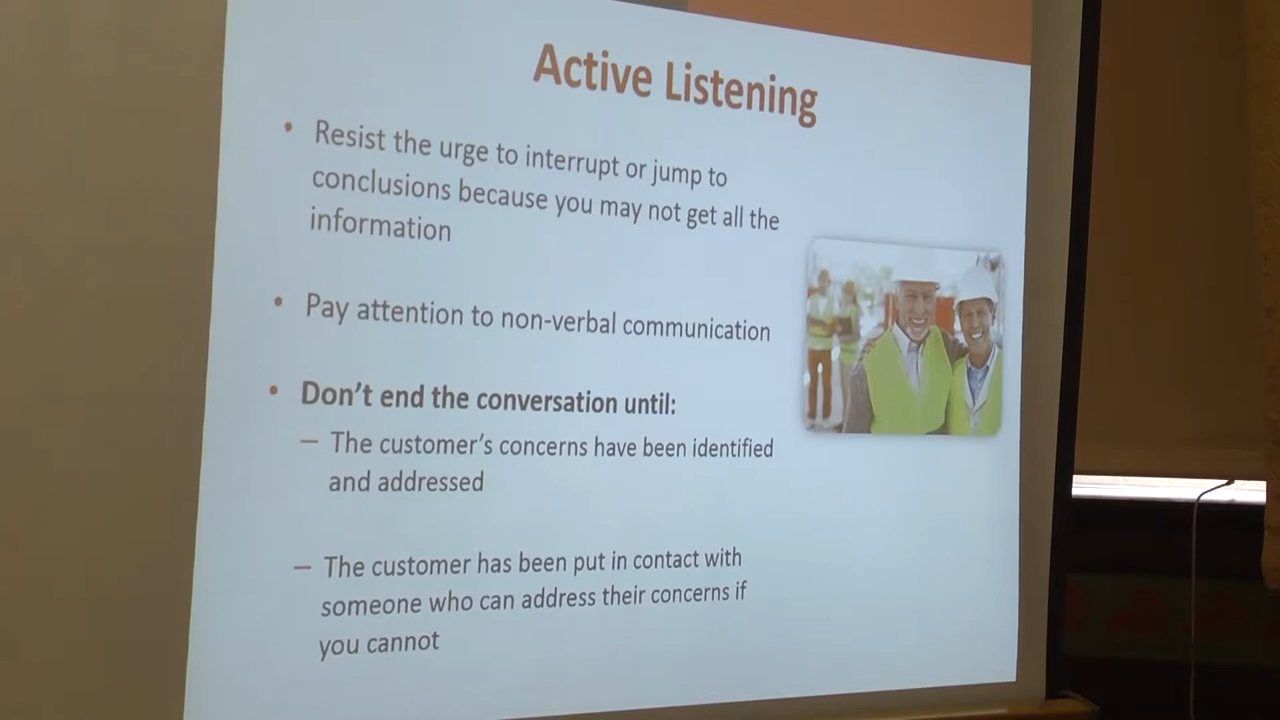 Active Listening
• Resist the urge to interrupt or jump to
conclusions because you may not get all the
information
• Pay attention to non-verbal communication
• Don't end the conversation until:
– The customer's concerns have been identified
and addressed
– The customer has been put in contact with
someone who can address their concerns if
you cannot